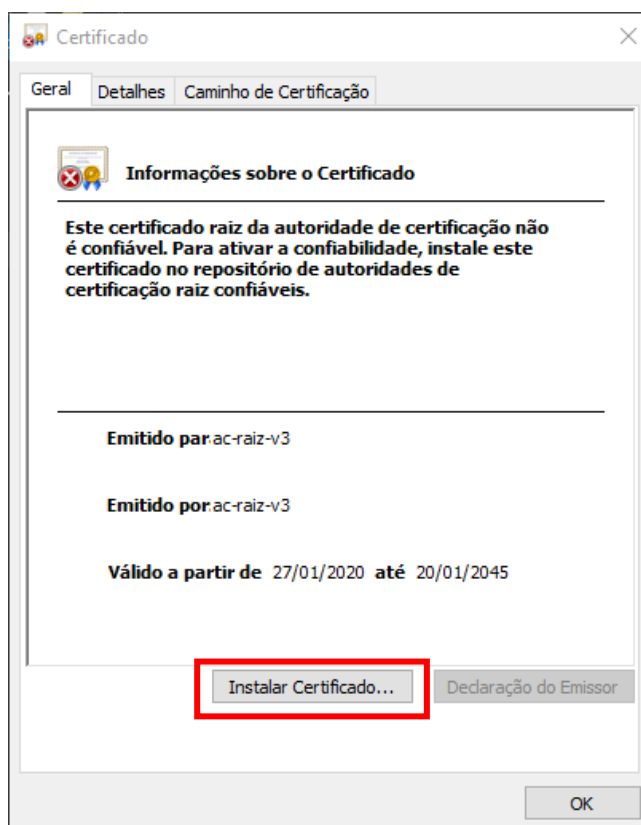 Certificado
Geral Detalhes Caminho de Certificação
Informações sobre o Certificado
Este certificado raiz da autoridade de certificação não
é confiável. Para ativar a confiabilidade, instale este
certificado no repositório de autoridades de
certificação raiz confiáveis.
Emitido par ac-raiz-v3
Emitido por ac-raiz-v3
Válido a partir de 27/01/2020 até 20/01/2045
Instalar Certificado... Declaração do Emissor
OK